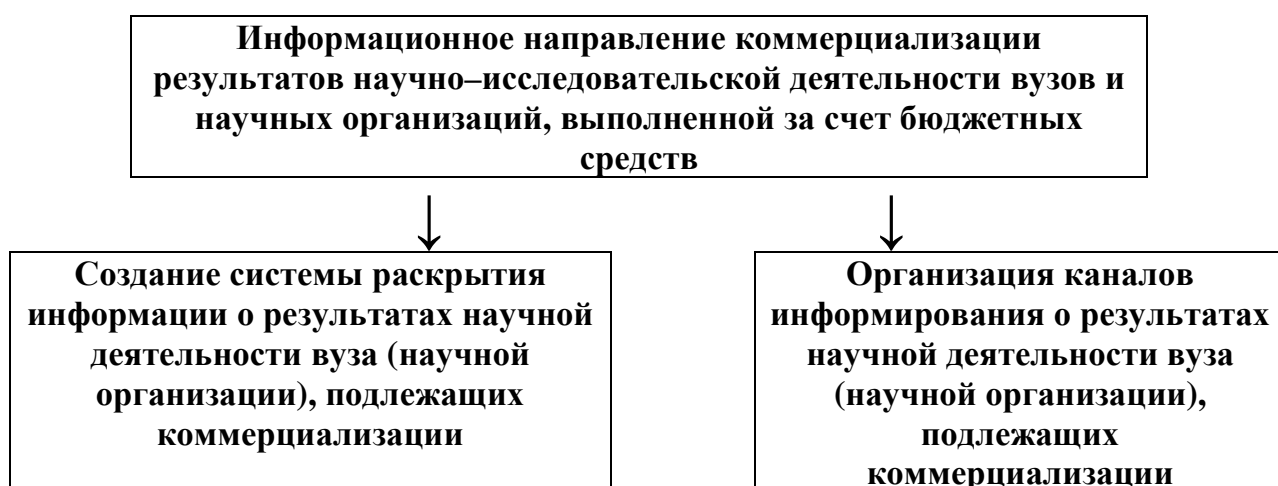 Информационное направление коммерциализации
результатов научно–исследовательской деятельности вузов и
научных организаций, выполненной за счет бюджетных
средств
Создание системы раскрытия
информации о результатах научной
деятельности вуза (научной
организации), подлежащих
коммерциализации
Организация каналов
информирования о результатах
научной деятельности вуза
(научной организации),
подлежащих
коммерциализации